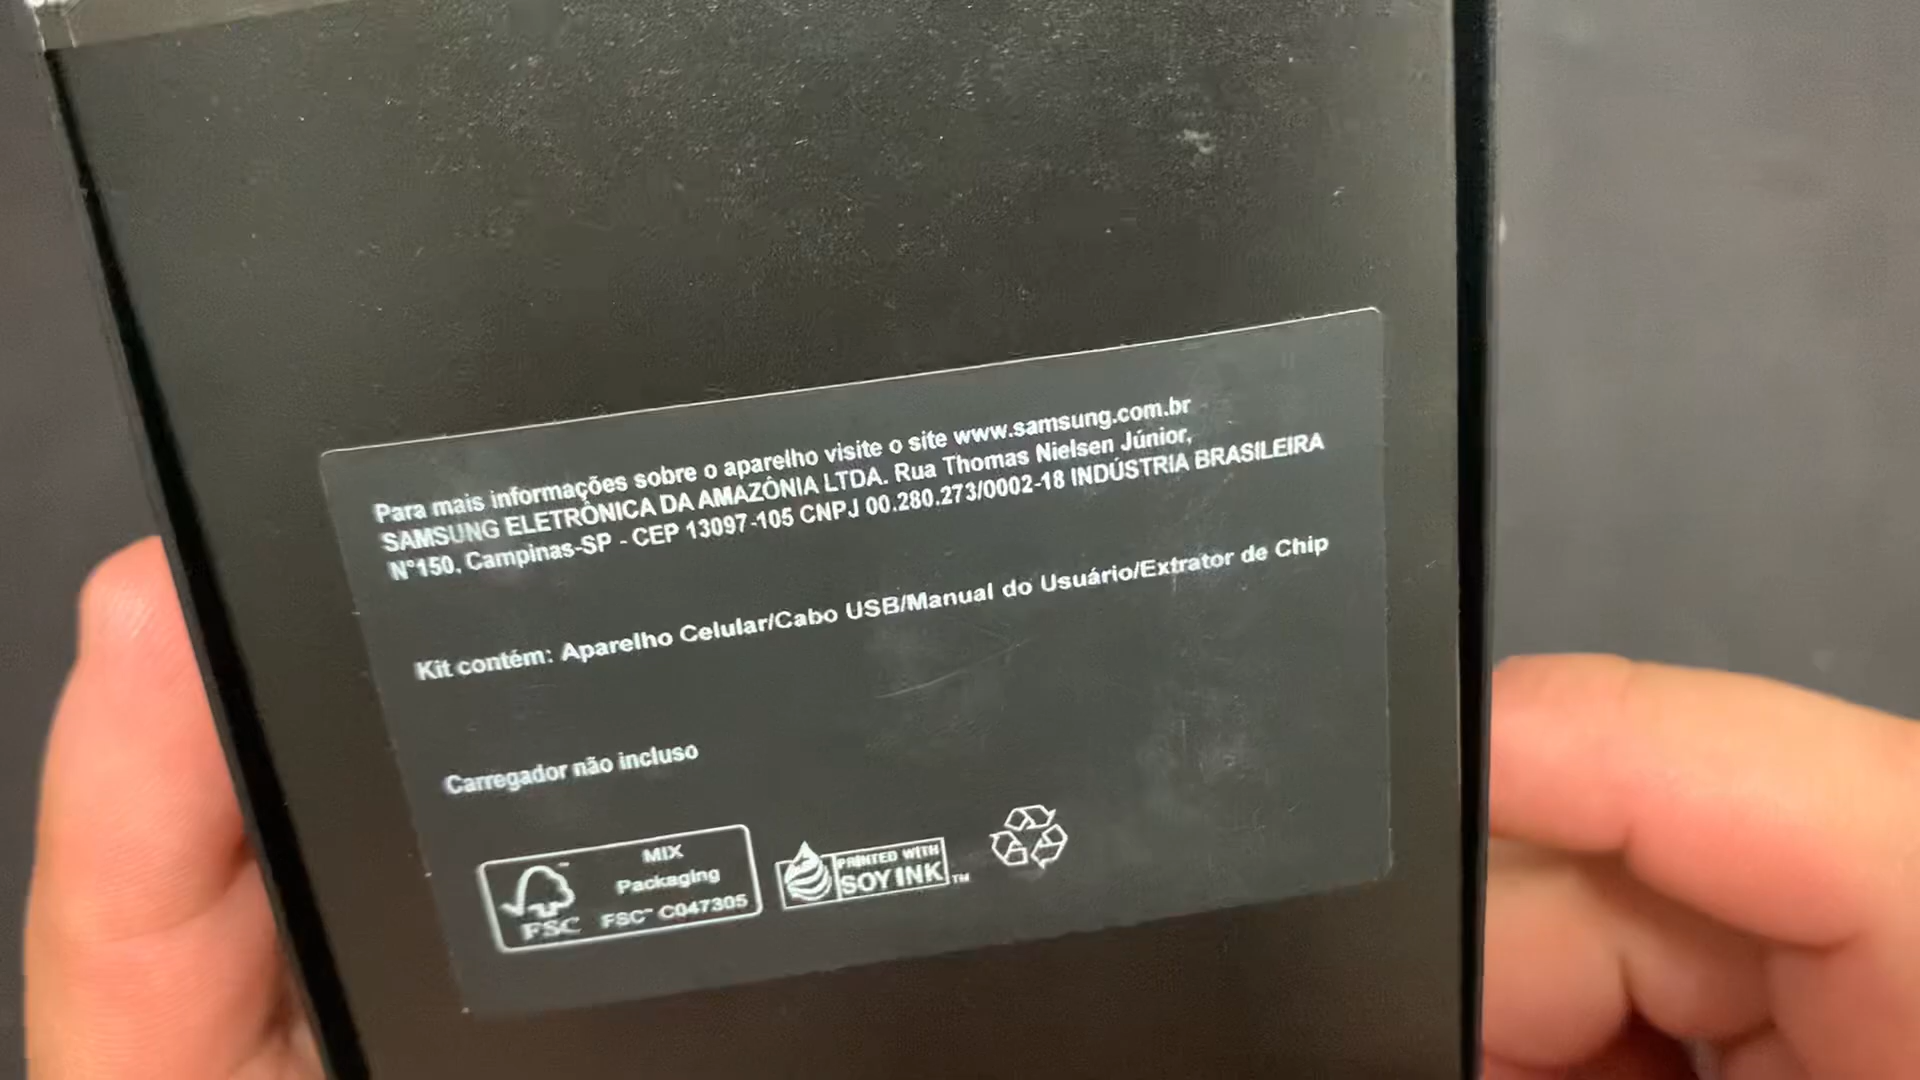 Para mais informações sobre o aparelho visite o site www.samsung.com.br
SAMSUNG ELETRÔNICA DA AMAZÔNIA LTDA. Rua Thomas Nielsen Júnior,
N°150, Campinas-SP - CEP 13097-105 CNPJ 00.280.273/0002-18 INDÚSTRIA BRASILEIRA
Kit contém: Aparelho Celular/Cabo USB/Manual do Usuário/Extrator de Chip
Carregador não incluso
MIX
Packaging
FSC™ C047305
FSC
PRINTED WITH
SOY INK™